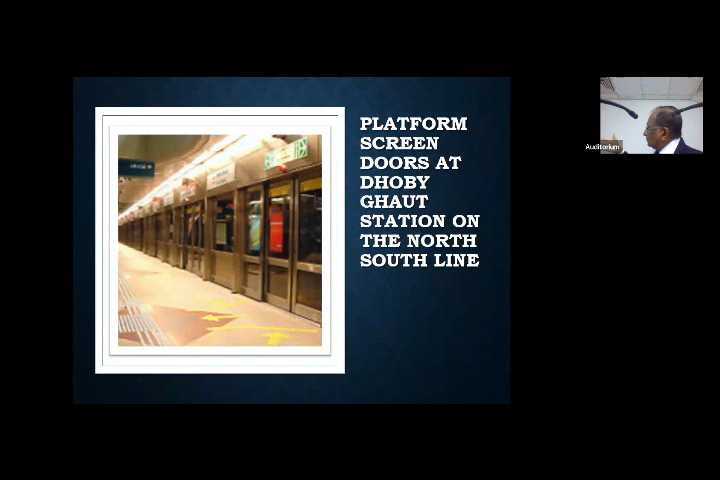 PLATFORM
SCREEN
DOORS AT
DHOBY
GHAUT
STATION ON
THE NORTH
SOUTH LINE
Auditorium